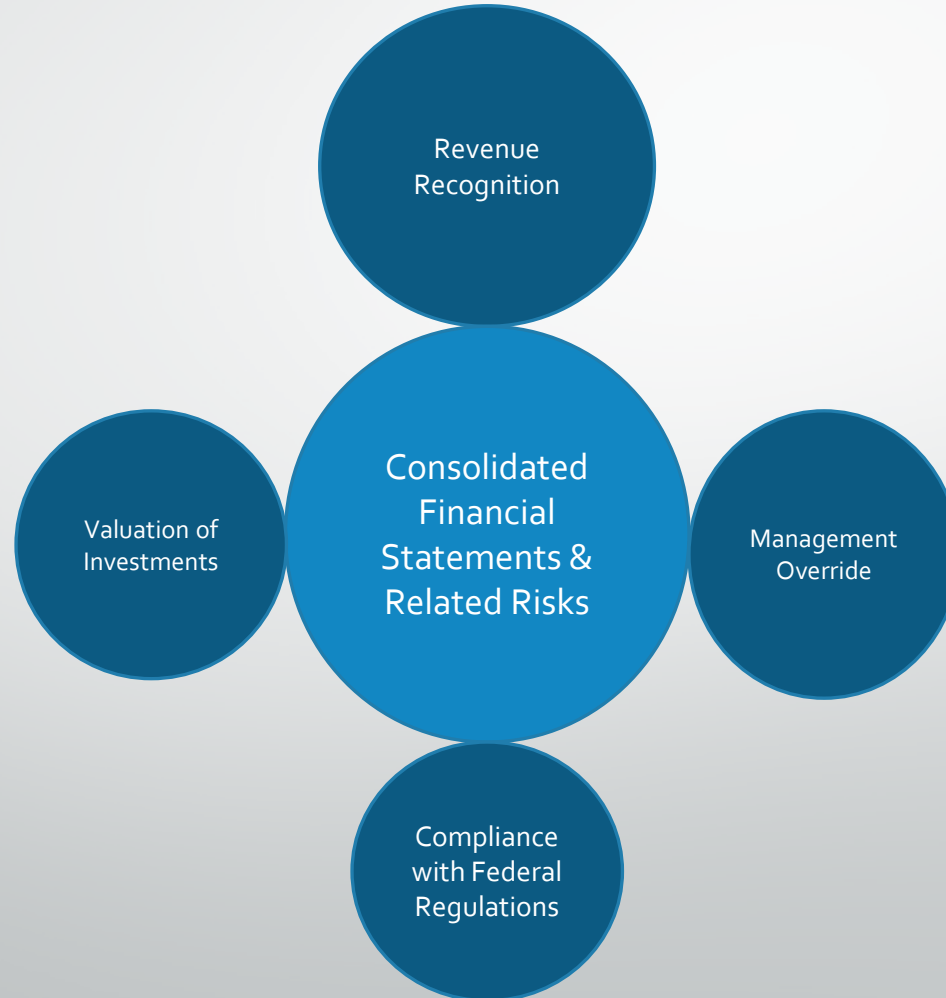 Revenue
Recognition
Consolidated
Financial
Statements &
Related Risks
Valuation of
Investments
Management
Override
Compliance
with Federal
Regulations